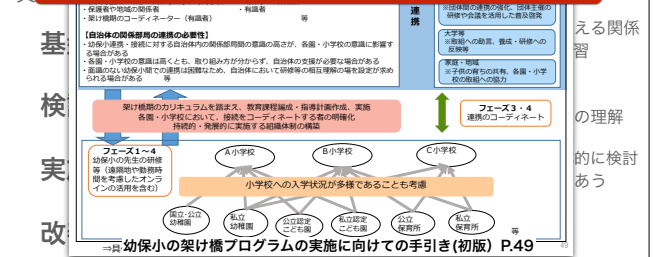 ・保護者や地域の関係者 ・有識者
・架け橋期のコーディネーター（有識者） 等
【自治体の関係部局の連携の必要性】
・幼保小連携・接続に対する自治体内の関係部局間の意識の高さが、各園・小学校の意識に影響する場合がある
・各園・小学校の意識は高くとも、取り組み方が分からず、自治体の支援が必要な場合がある
・面識のない幼保小間での連携は困難なため、自治体において研修等の相互理解の場を設定が求められる場合がある 等
連携
※団体間の連携の強化、団体主催の研修や会議を活用した普及啓発
大学等
※取組への助言、養成・研修への反映等
家庭・地域
※子供の育ちの共有、各園・小学校の取組への協力
える関係
習
の理解
的に検討
あう
基
検
実
改
架け橋期のカリキュラムを踏まえ、教育課程編成・指導計画作成、実施
各園・小学校において、接続をコーディネートする者の明確化
持続的・発展的に実施する組織体制の構築
フェーズ３・４
連携のコーディネート
フェーズ１～４
幼保小の先生の研修等（遠隔地や勤務時間を考慮したオンラインの活用を含む）
A小学校
B小学校
C小学校
小学校への入学状況が多様であることも考慮
国立・公立幼稚園
私立幼稚園
公立認定こども園
私立認定こども園
公立保育所
私立保育所
等
⇒具
幼保小の架け橋プログラムの実施に向けての手引き(初版） P.49
49